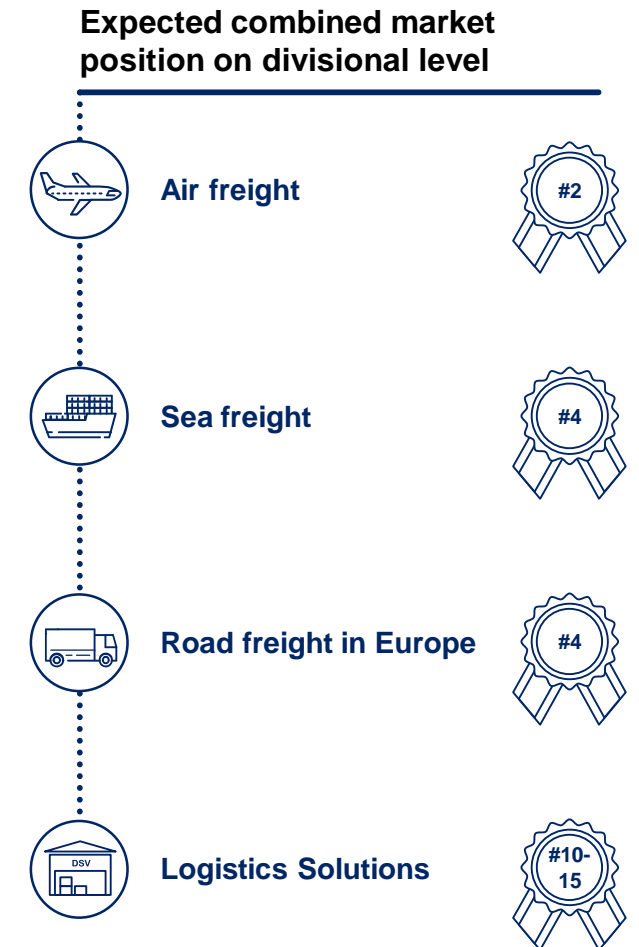 Expected combined market
position on divisional level
Air freight
#2
Sea freight
#4
Road freight in Europe
#4
DSV
Logistics Solutions
#10-
15